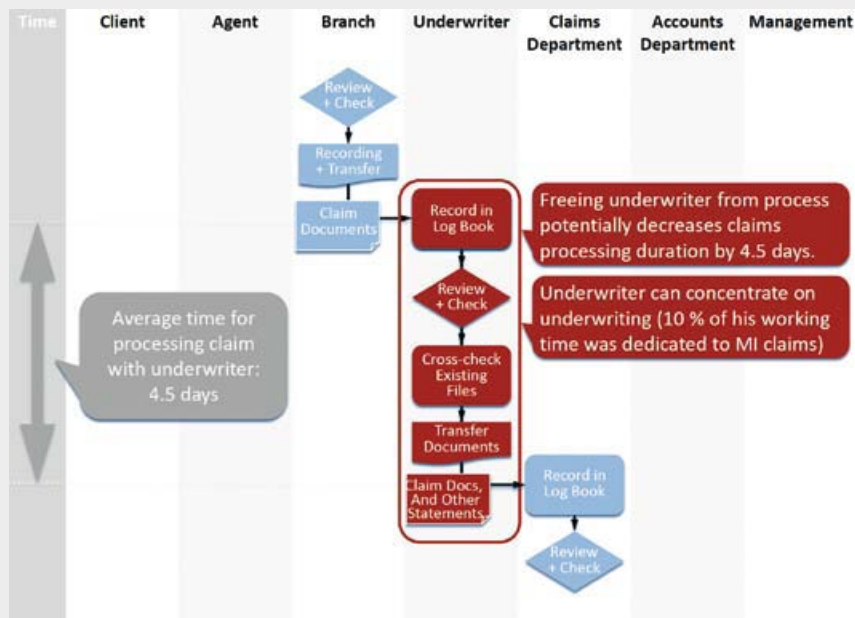 Time
Client
Agent
Branch
Underwriter
Claims
Department
Accounts
Department
Management
Review
+ Check
Recording
+ Transfer
Claim
Documents
Record in
Log Book
Freeing underwriter from process
potentially decreases claims
processing duration by 4.5 days.
Review
+ Check
Underwriter can concentrate on
underwriting (10 % of his working
time was dedicated to MI claims)
Average time for
processing claim
with underwriter:
4.5 days
Cross-check
Existing
Files
Transfer
Documents
Claim Docs,
And Other
Statements
Record in
Log Book
Review
+ Check